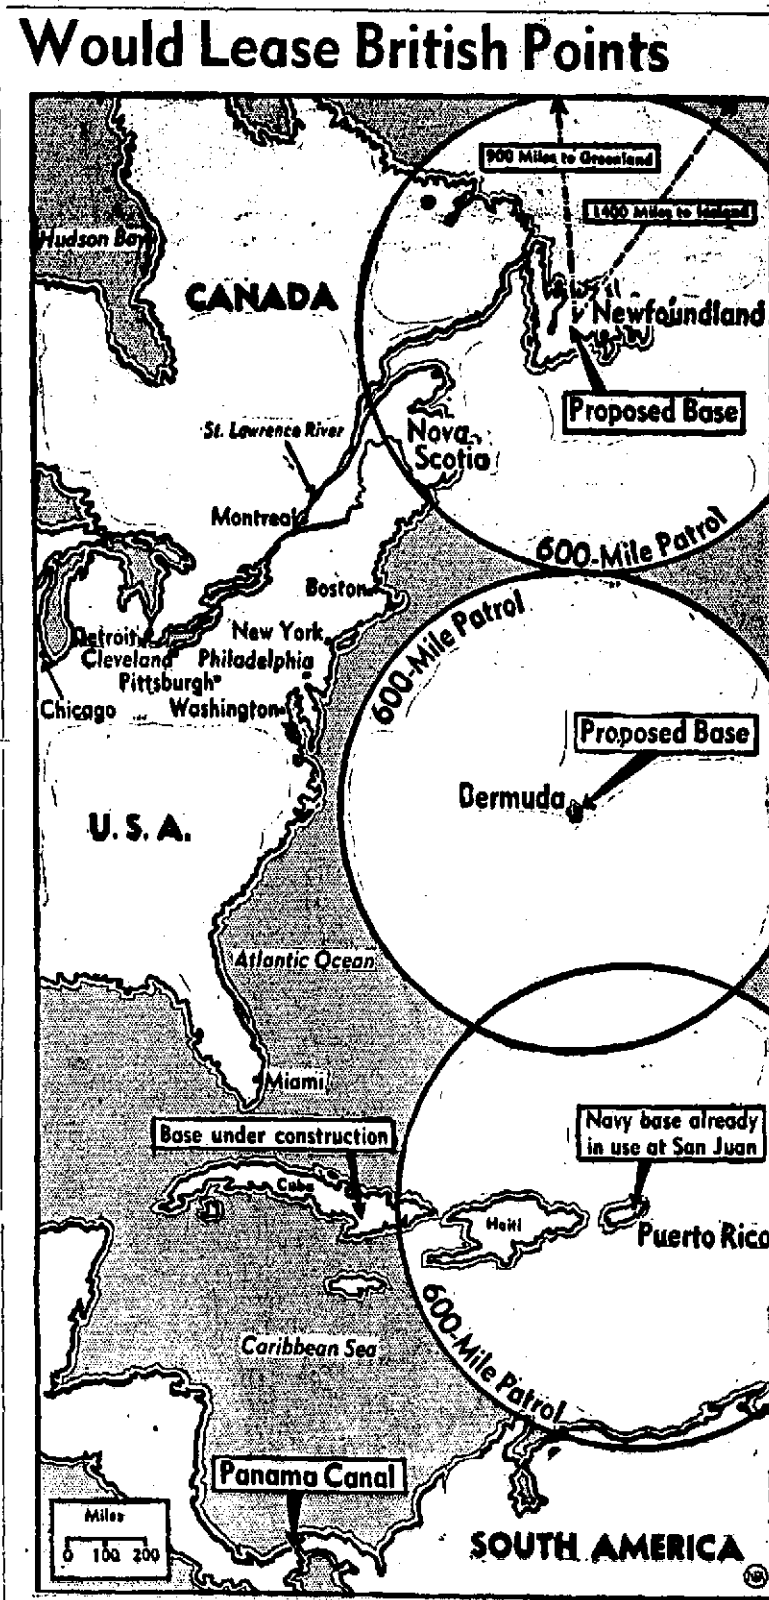 Would Lease British Points
900 Miles to Greenland
1400 Miles to Iceland
Hudson Bay
CANADA
Newfoundland
Proposed Base
St. Lawrence River
Nova
Scotia
Montreal
600-Mile Patrol
Boston
600-Mile Patrol
Detroit
New York
Cleveland
Philadelphia
Pittsburgh
Chicago
Washington
Proposed Base
Bermuda
U. S. A.
Atlantic Ocean
Miami
Base under construction
Navy base already
in use at San Juan
Cuba
Haiti
Puerto Rico
600-Mile Patrol
Caribbean Sea
Panama Canal
Miles
0 100 200
SOUTH AMERICA